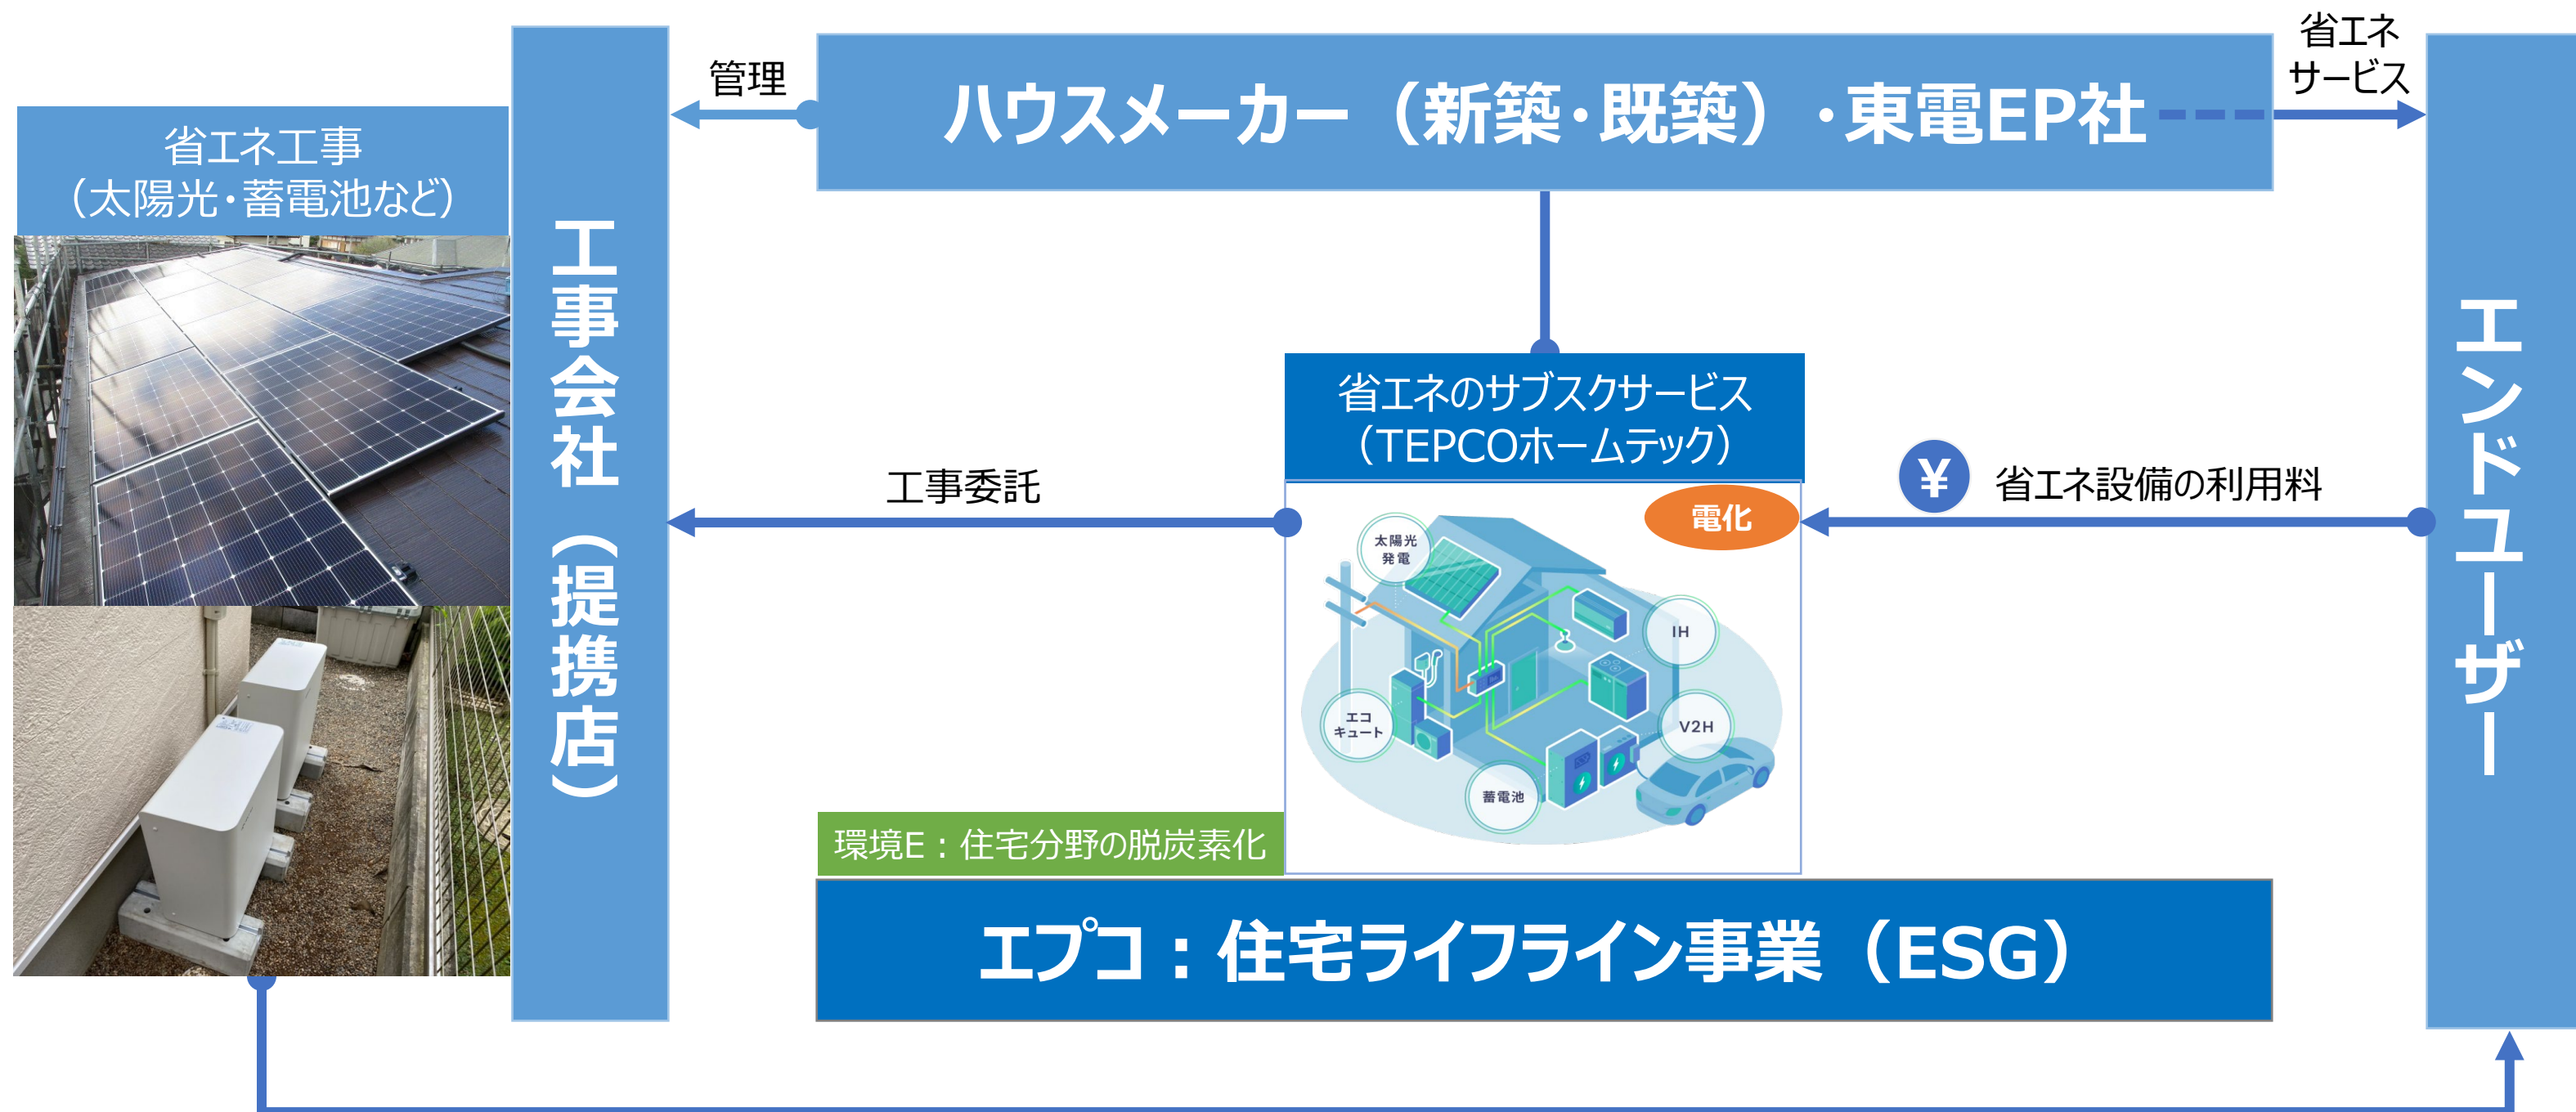 省エネ
サービス
管理
ハウスメーカー（新築・既築）・東電EP社
省エネ工事
（太陽光・蓄電池など）
工事会社（提携店）
省エネのサブスクサービス
（TEPCOホームテック）
工事委託
¥
省エネ設備の利用料
電化
太陽光
発電
IH
エコ
キュート
V2H
蓄電池
エンドユーザー
環境E：住宅分野の脱炭素化
エプコ：住宅ライフライン事業（ESG）